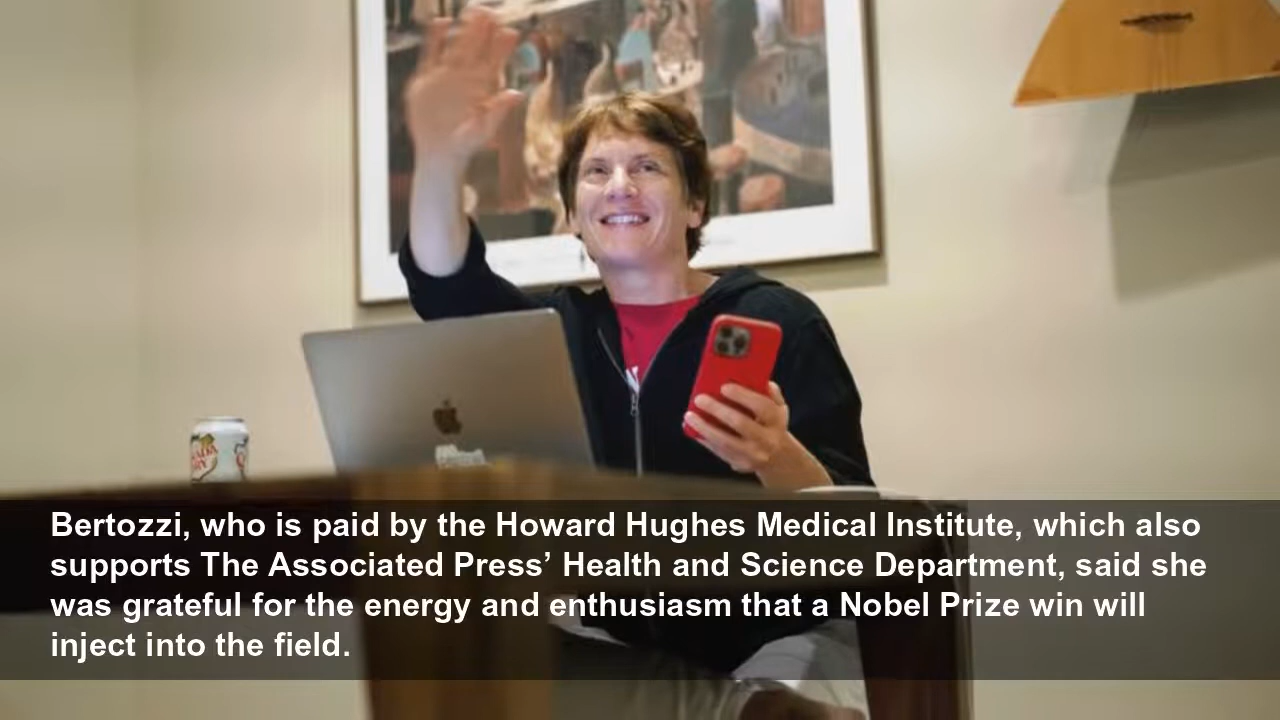 Bertozzi, who is paid by the Howard Hughes Medical Institute, which also
supports The Associated Press’ Health and Science Department, said she
was grateful for the energy and enthusiasm that a Nobel Prize win will
inject into the field.